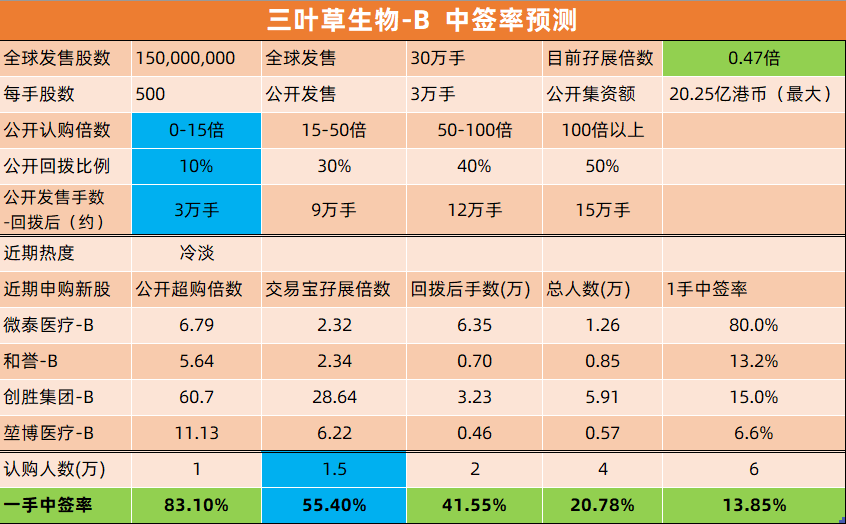 三叶草生物-B 中签率预测
全球发售股数 150,000,000 全球发售 30万手 目前孖展倍数 0.47倍
每手股数 500 公开发售 3万手 公开集资额 20.25亿港币（最大）
公开认购倍数 0-15倍 15-50倍 50-100倍 100倍以上
公开回拨比例 10% 30% 40% 50%
公开发售手数
-回拨后（约） 3万手 9万手 12万手 15万手
近期热度 冷淡
近期申购新股 公开超购倍数 交易宝孖展倍数 回拨后手数(万) 总人数(万) 1手中签率
微泰医疗-B 6.79 2.32 6.35 1.26 80.0%
和誉-B 5.64 2.34 0.70 0.85 13.2%
创胜集团-B 60.7 28.64 3.23 5.91 15.0%
堃博医疗-B 11.13 6.22 0.46 0.57 6.6%
认购人数(万) 1 1.5 2 4 6
一手中签率 83.10% 55.40% 41.55% 20.78% 13.85%